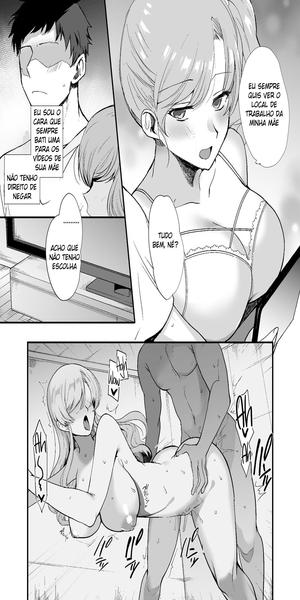 EU SEMPRE
QUIS VER O
LOCAL DE
TRABALHO DA
MINHA MÃE
EU SOU O
CARA QUE
SEMPRE
BATI UMA
PARA OS
VÍDEOS DE
SUA MÃE
NÃO TENHO
DIREITO DE
NEGAR
TUDO
BEM, NÉ?
..........
ACHO QUE
NÃO TENHO
ESCOLHA